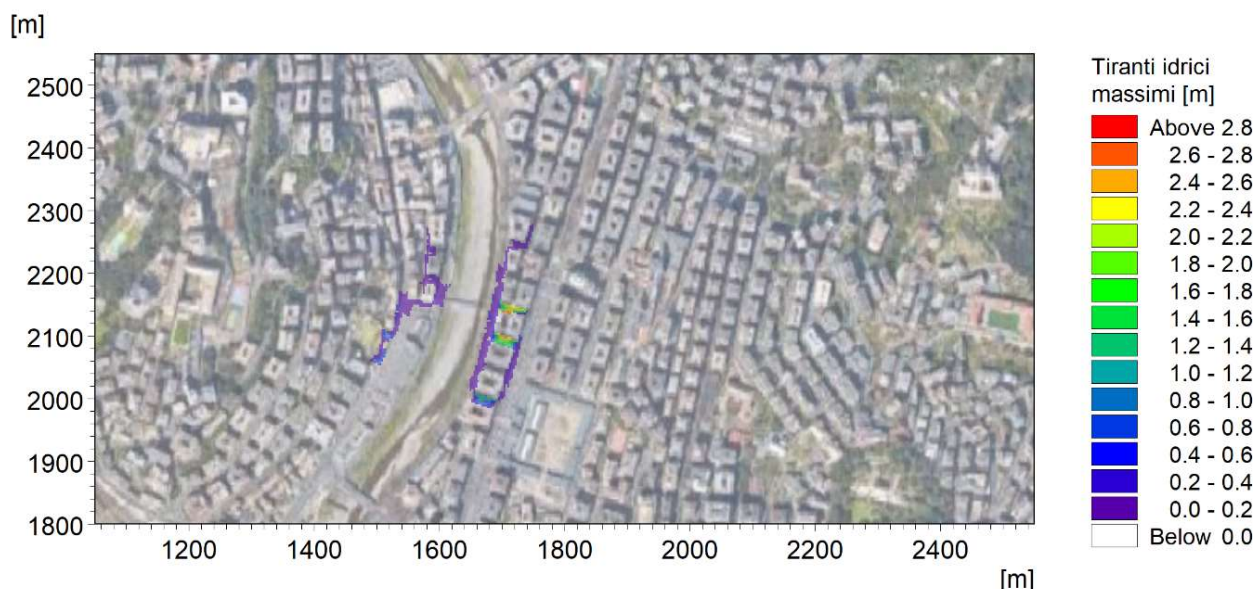 [m]
2500
2400
2300
2200
2100
2000
1900
1800
1200 1400 1600 1800 2000 2200 2400
[m]
Tiranti idrici
massimi [m]
Above 2.8
2.6 - 2.8
2.4 - 2.6
2.2 - 2.4
2.0 - 2.2
1.8 - 2.0
1.6 - 1.8
1.4 - 1.6
1.2 - 1.4
1.0 - 1.2
0.8 - 1.0
0.6 - 0.8
0.4 - 0.6
0.2 - 0.4
0.0 - 0.2
Below 0.0